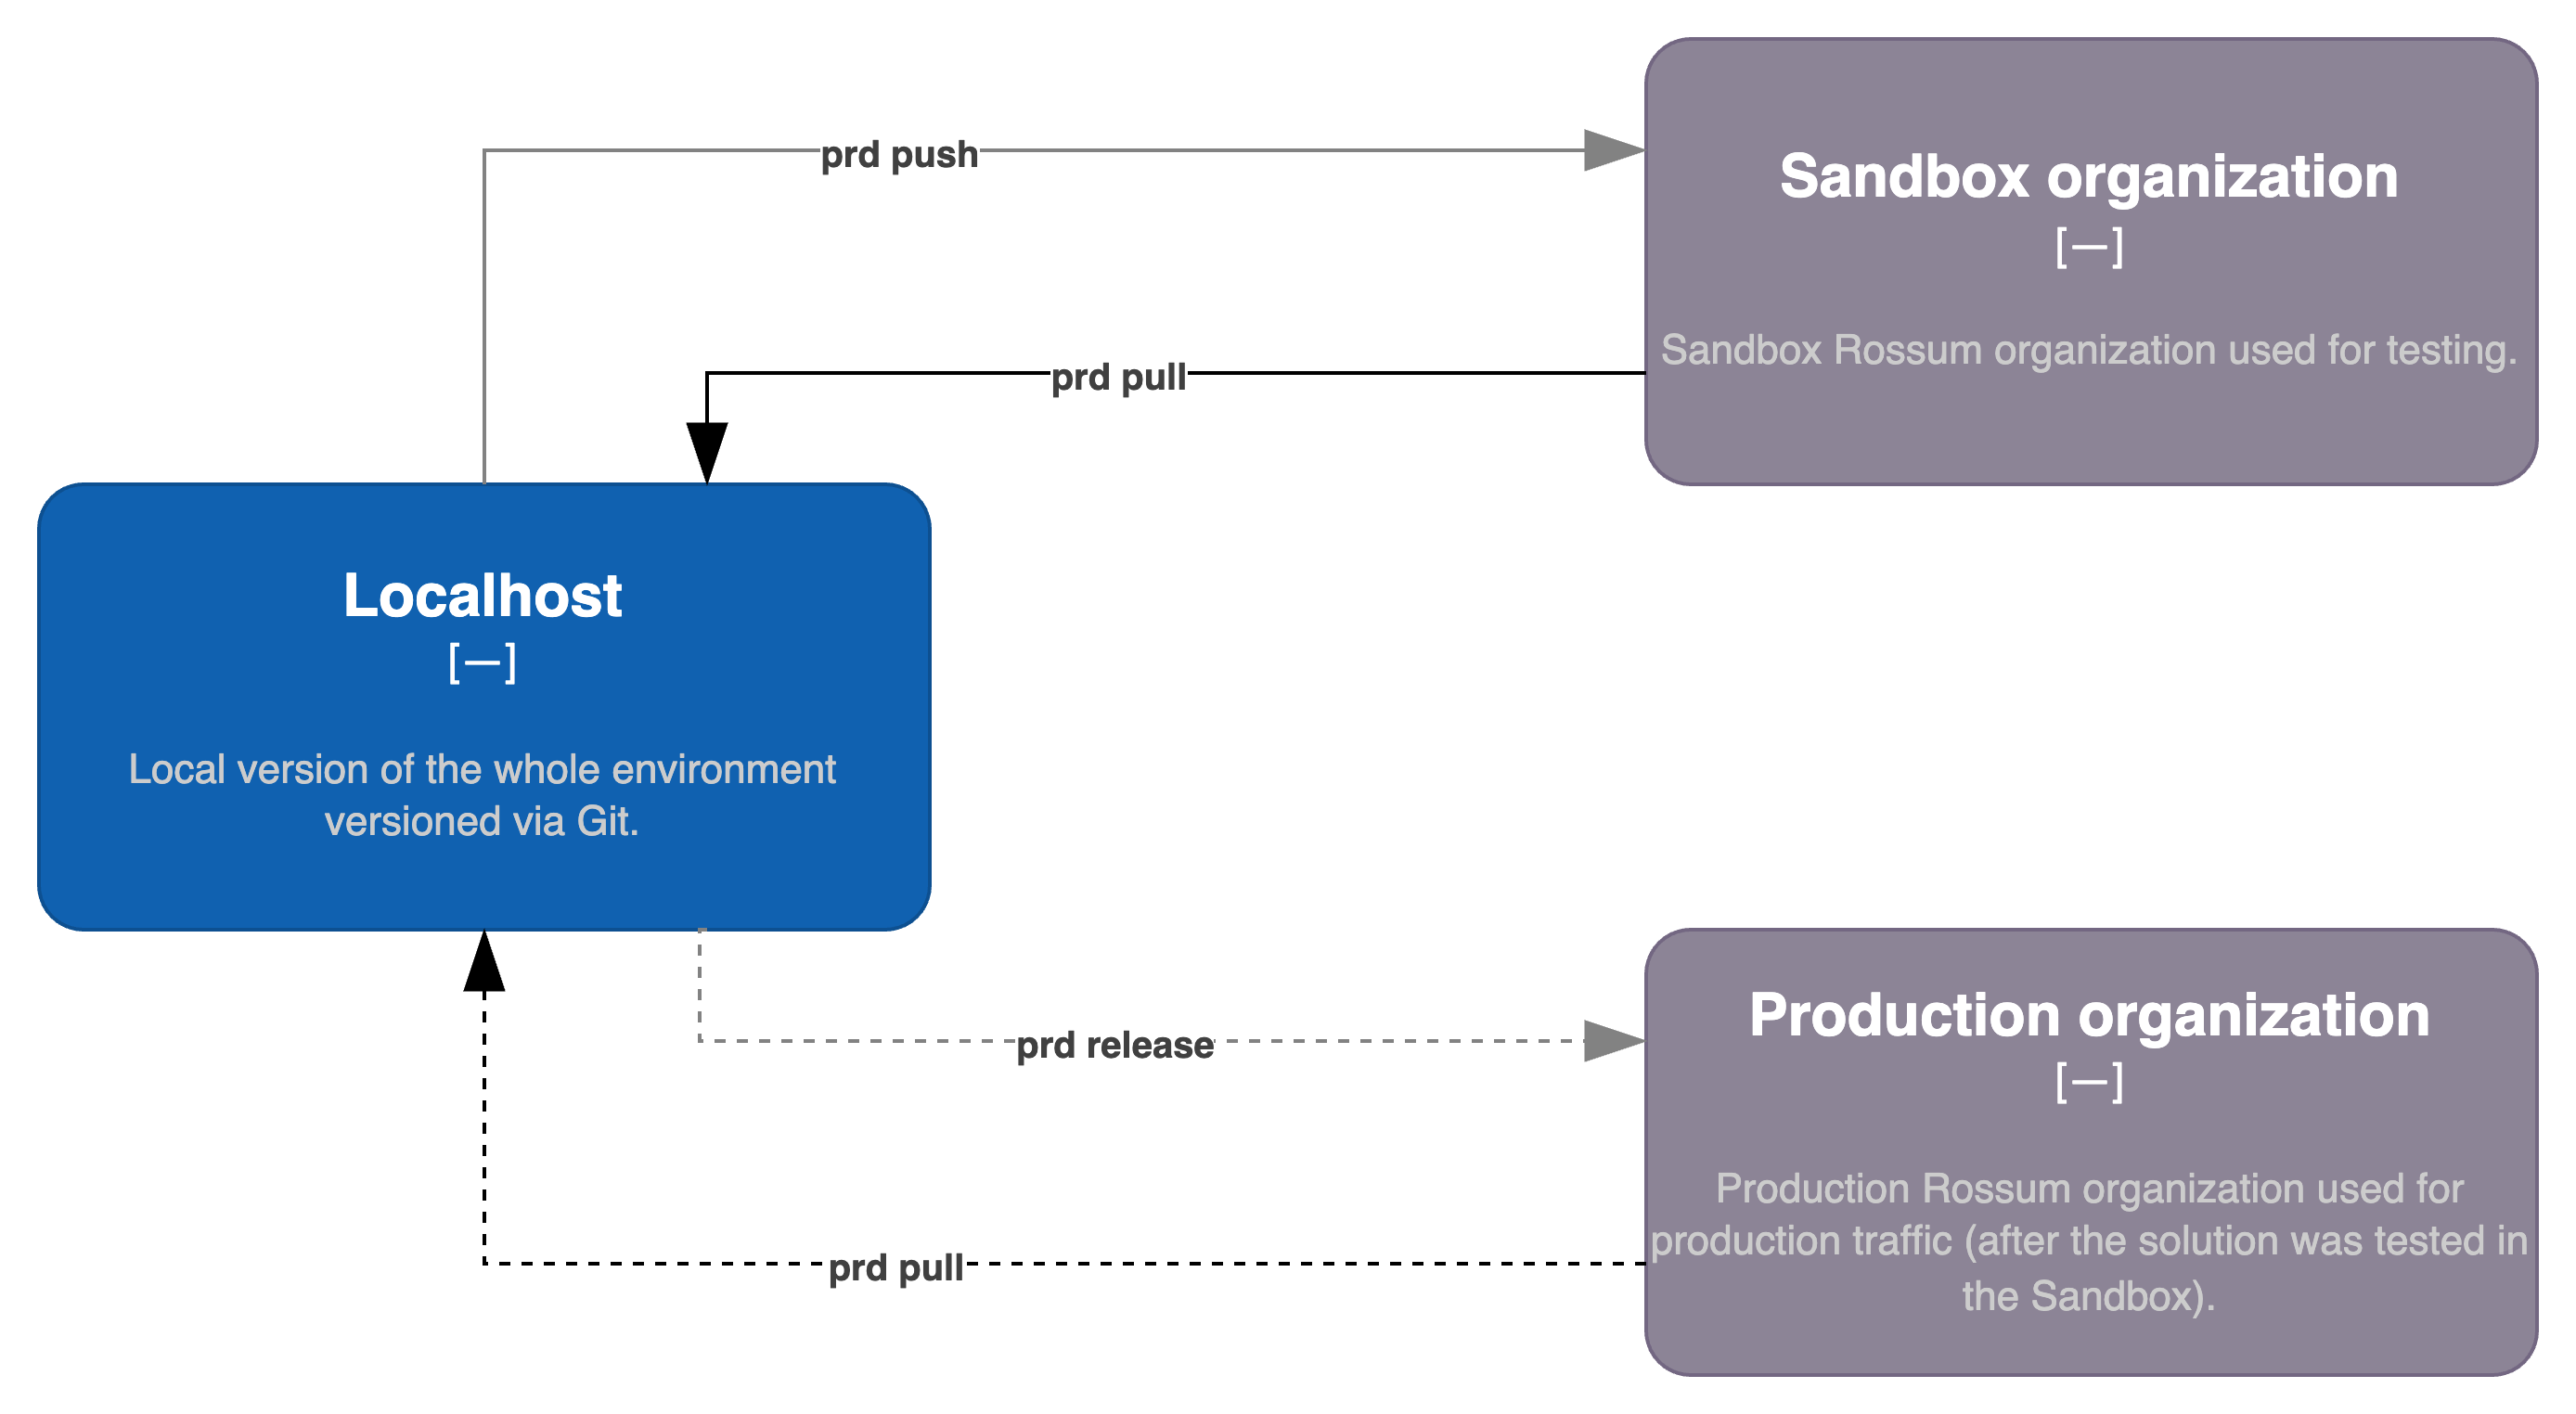 prd push
Sandbox organization
[—]
Sandbox Rossum organization used for testing.
prd pull
Localhost
[—]
Local version of the whole environment
versioned via Git.
prd release
Production organization
[—]
Production Rossum organization used for
production traffic (after the solution was tested in
the Sandbox).
prd pull